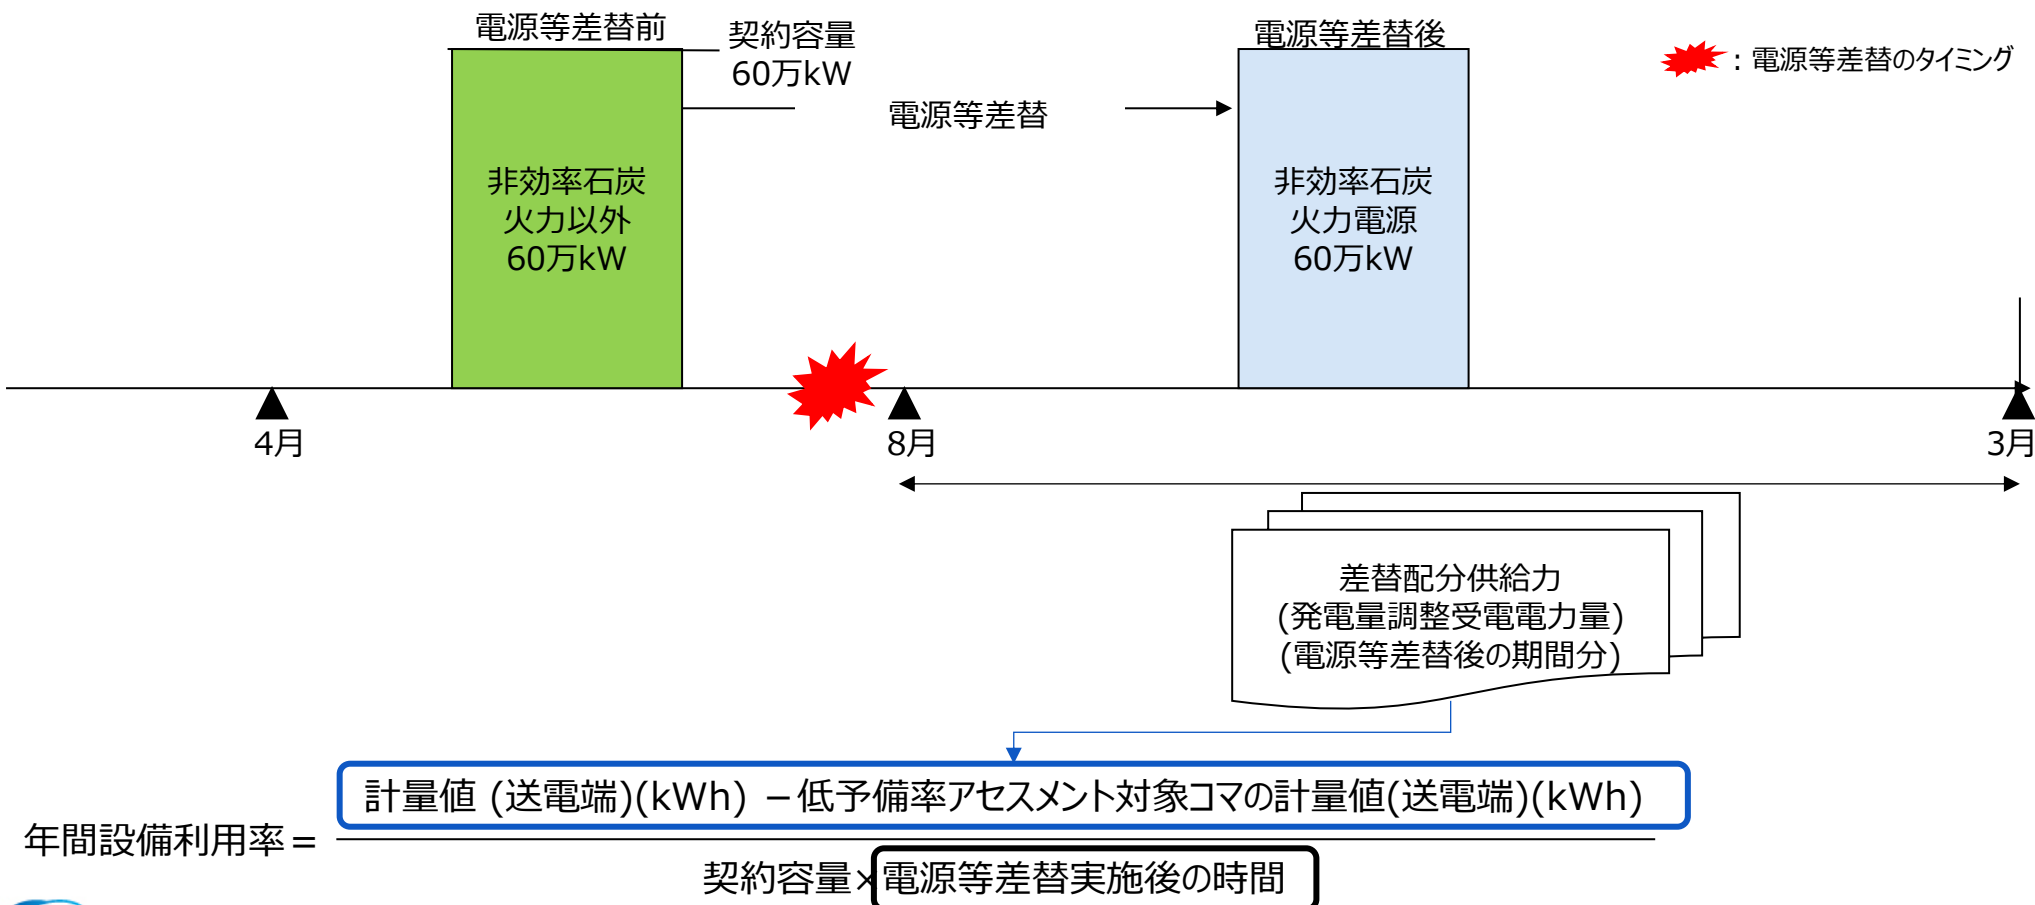 電源等差替前
契約容量
60万kW
電源等差替後
：電源等差替のタイミング
電源等差替
非効率石炭
火力以外
60万kW
非効率石炭
火力電源
60万kW
4月
8月
3月
差替配分供給力
(発電量調整受電電力量)
(電源等差替後の期間分)
計量値 (送電端)(kWh) －低予備率アセスメント対象コマの計量値(送電端)(kWh)
年間設備利用率＝
契約容量×電源等差替実施後の時間